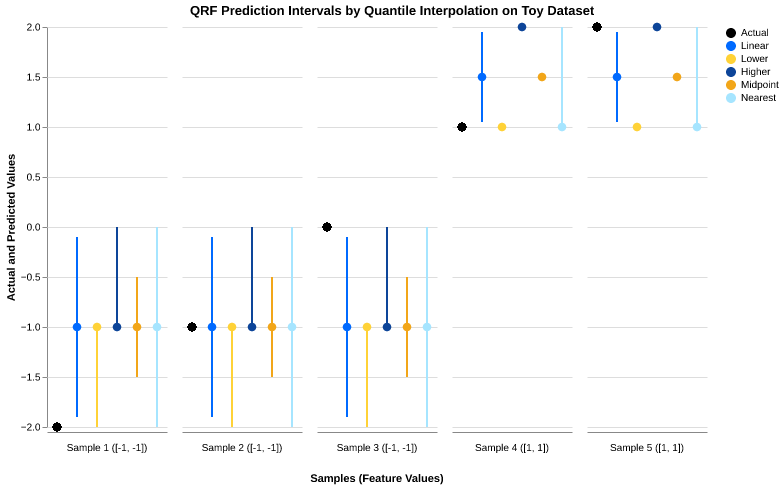 QRF Prediction Intervals by Quantile Interpolation on Toy Dataset
Actual and Predicted Values
2.0
1.5
1.0
0.5
0.0
−0.5
−1.0
−1.5
−2.0
Sample 1 ([-1, -1])
Sample 2 ([-1, -1])
Sample 3 ([-1, -1])
Sample 4 ([1, 1])
Sample 5 ([1, 1])
Samples (Feature Values)
Actual
Linear
Lower
Higher
Midpoint
Nearest